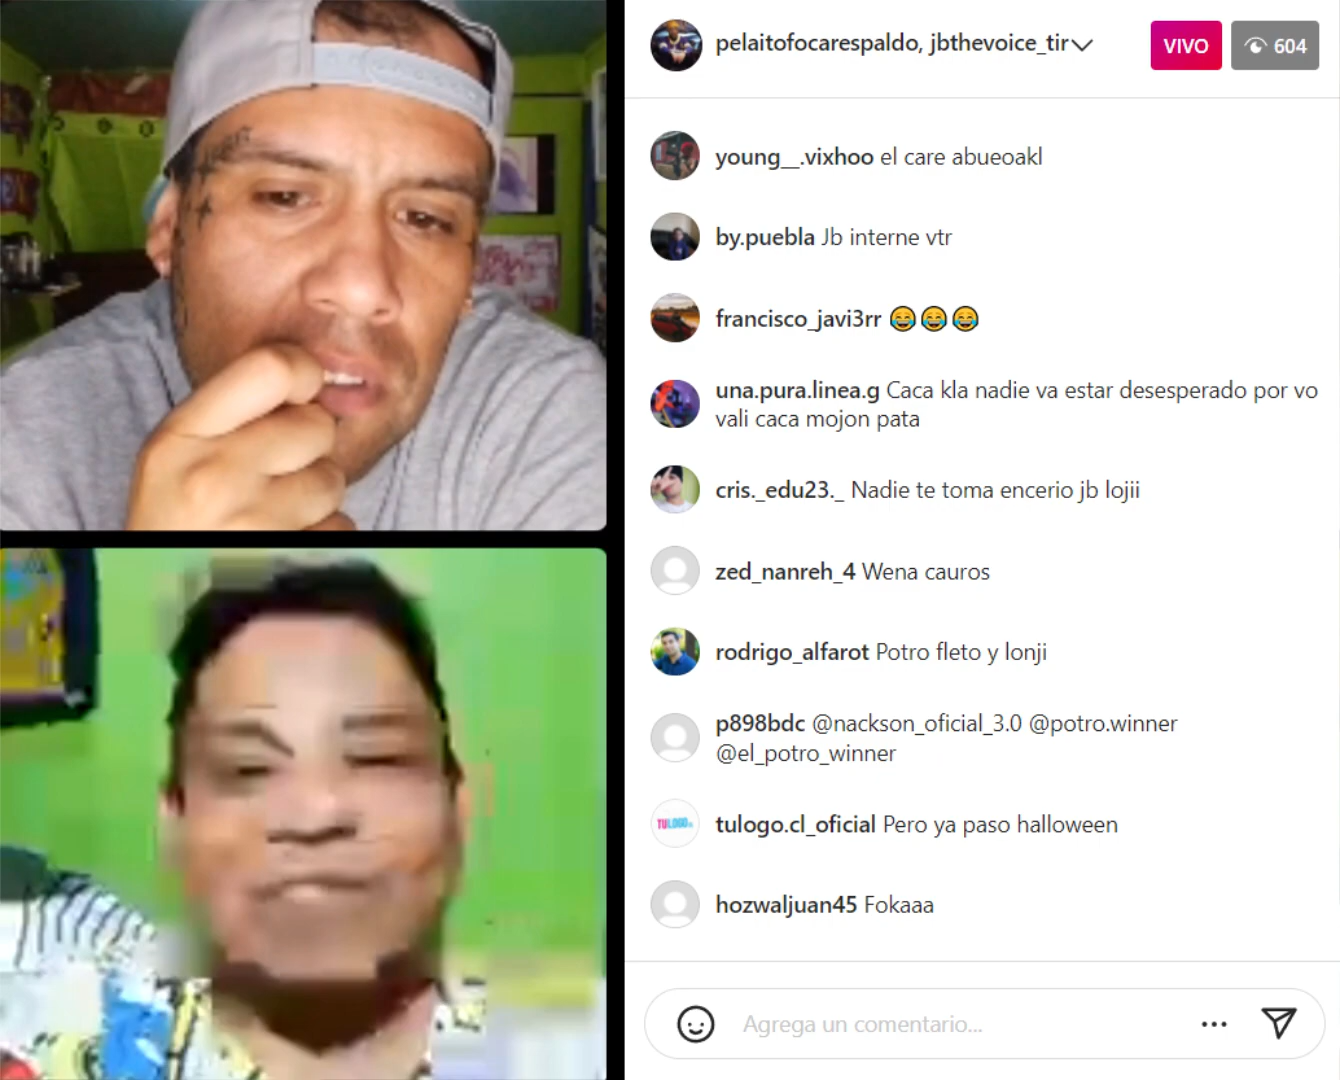 pelaitofocarespaldo, jbthevoice_tir
VIVO
604
young__.vixhoo el care abueoakl
by.puebla Jb interne vtr
francisco_javi3rr 😂😂😂
una.pura.linea.g Caca kla nadie va estar desesperado por vo
vali caca mojon pata
cris._edu23._ Nadie te toma encerio jb lojii
zed_nanreh_4 Wena cauros
rodrigo_alfarot Potro fleto y lonji
p898bdc @nackson_oficial_3.0 @potro.winner
@el_potro_winner
TULOGO
tulogo.cl_oficial Pero ya paso halloween
hozwaljuan45 Fokaaa
Agrega un comentario...